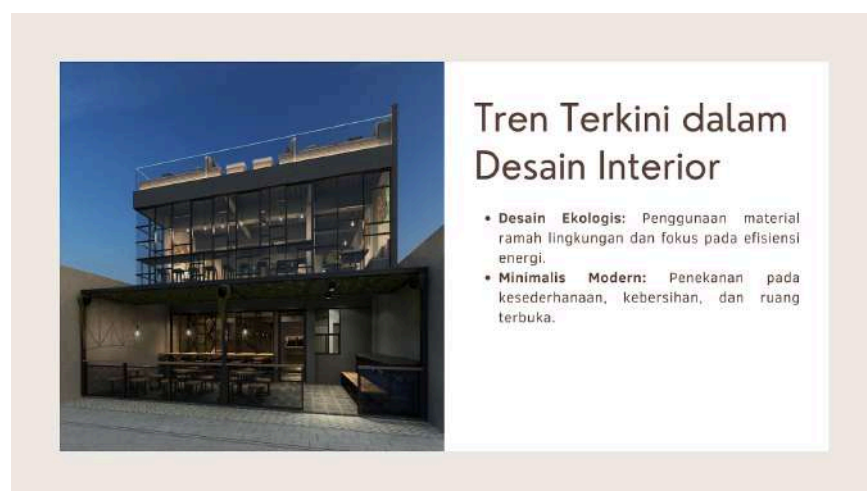 Tren Terkini dalam
Desain Interior
• Desain Ekologis: Penggunaan material
ramah lingkungan dan fokus pada efisiensi
energi.
• Minimalis Modern: Penekanan pada
kesederhanaan, kebersihan, dan ruang
terbuka.